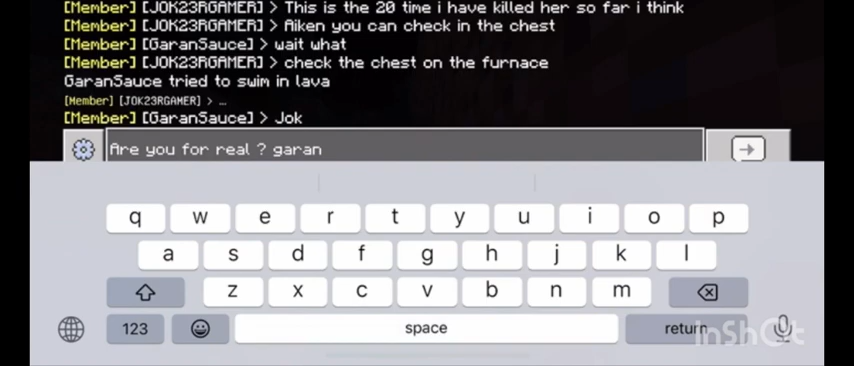 [Member] [JOK23RGAMER] > This is the 20 time i have killed her so far i think
[Member] [JOK23RGAMER] > Aiken you can check in the chest
[Member] [GaranSauce] > wait what
[Member] [JOK23RGAMER] > check the chest on the furnace
GaranSauce tried to swim in lava
[Member] [JOK23RGAMER] > …
[Member] [GaranSauce] > Jok
Are you for real ? garan
q w e r t y u i o p
a s d f g h j k l
z x c v b n m
123 space return
InShOt